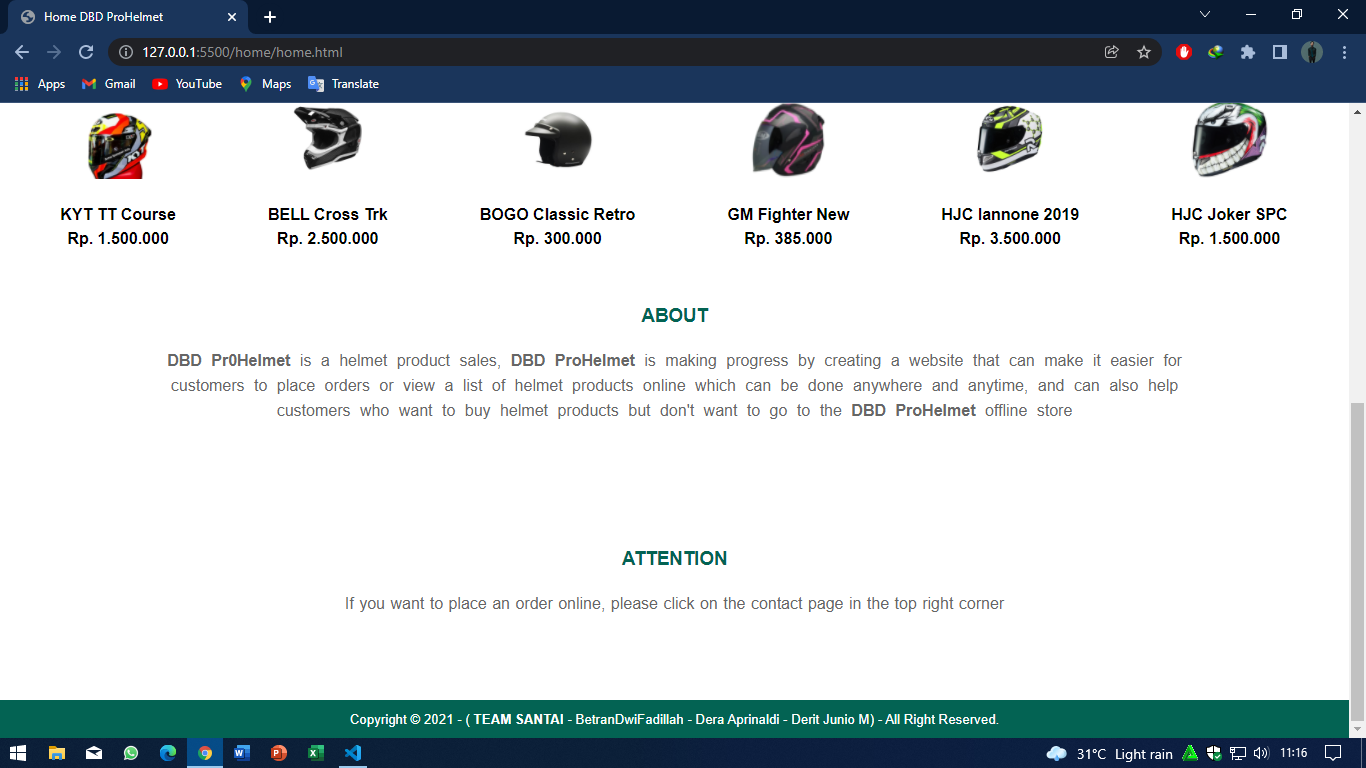 Home DBD ProHelmet
127.0.0.1:5500/home/home.html
Apps Gmail YouTube Maps Translate
KYT TT Course BELL Cross Trk BOGO Classic Retro GM Fighter New HJC Iannone 2019 HJC Joker SPC
Rp. 1.500.000 Rp. 2.500.000 Rp. 300.000 Rp. 385.000 Rp. 3.500.000 Rp. 1.500.000
ABOUT
DBD Pr0Helmet is a helmet product sales, DBD ProHelmet is making progress by creating a website that can make it easier for
customers to place orders or view a list of helmet products online which can be done anywhere and anytime, and can also help
customers who want to buy helmet products but don't want to go to the DBD ProHelmet offline store
ATTENTION
If you want to place an order online, please click on the contact page in the top right corner
Copyright © 2021 - ( TEAM SANTAI - BetranDwiFadillah - Dera Aprinaldi - Derit Junio M) - All Right Reserved.
31°C Light rain 11:16